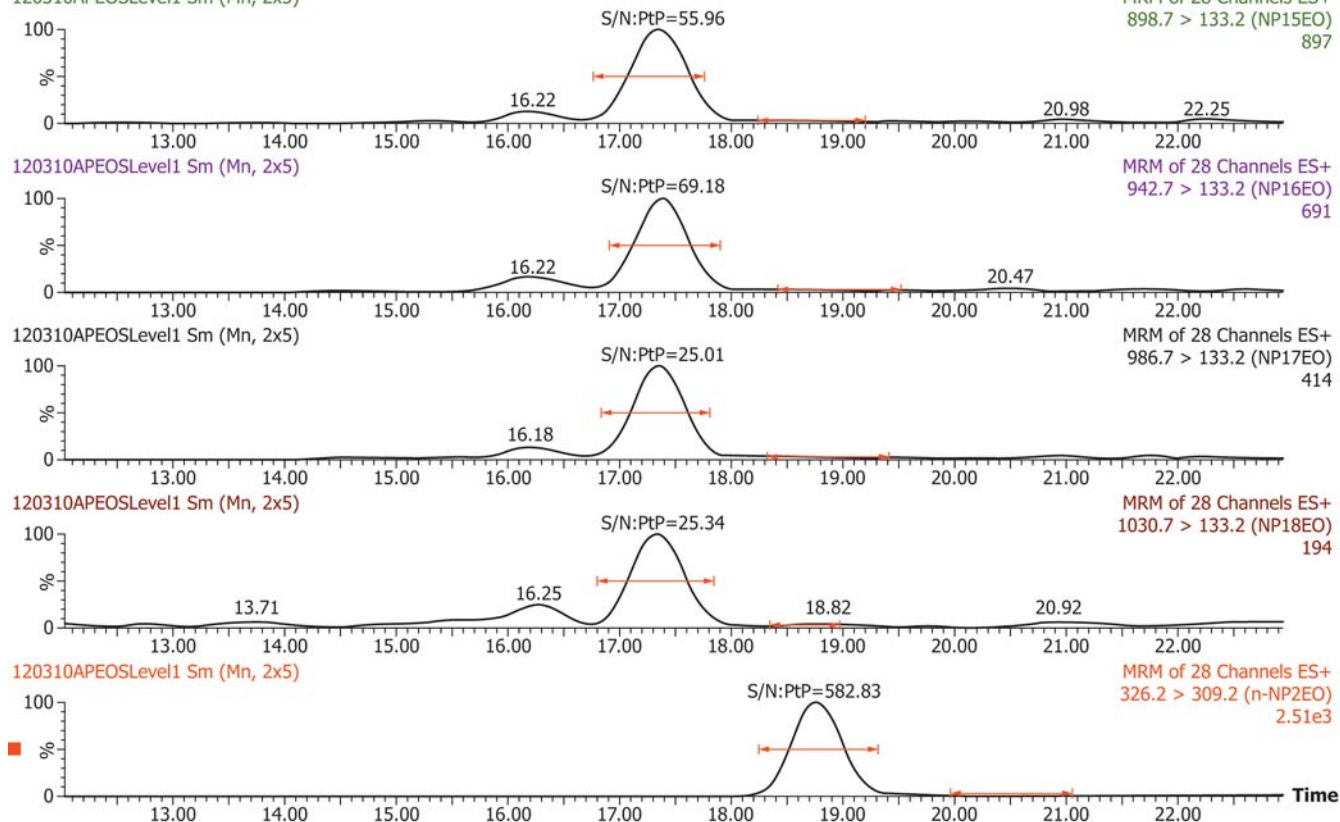 120310APEOSLevel1 Sm (Mn, 2x5)
MRM of 28 Channels ES+
898.7 > 133.2 (NP15EO)
897
S/N:PtP=55.96
100
%
0
16.22
20.98
22.25
13.00 14.00 15.00 16.00 17.00 18.00 19.00 20.00 21.00 22.00
120310APEOSLevel1 Sm (Mn, 2x5)
MRM of 28 Channels ES+
942.7 > 133.2 (NP16EO)
691
S/N:PtP=69.18
100
%
0
16.22
20.47
13.00 14.00 15.00 16.00 17.00 18.00 19.00 20.00 21.00 22.00
120310APEOSLevel1 Sm (Mn, 2x5)
MRM of 28 Channels ES+
986.7 > 133.2 (NP17EO)
414
S/N:PtP=25.01
100
%
0
16.18
13.00 14.00 15.00 16.00 17.00 18.00 19.00 20.00 21.00 22.00
120310APEOSLevel1 Sm (Mn, 2x5)
MRM of 28 Channels ES+
1030.7 > 133.2 (NP18EO)
194
S/N:PtP=25.34
100
%
0
13.71
16.25
18.82
20.92
13.00 14.00 15.00 16.00 17.00 18.00 19.00 20.00 21.00 22.00
120310APEOSLevel1 Sm (Mn, 2x5)
MRM of 28 Channels ES+
326.2 > 309.2 (n-NP2EO)
2.51e3
S/N:PtP=582.83
100
%
0
Time
13.00 14.00 15.00 16.00 17.00 18.00 19.00 20.00 21.00 22.00